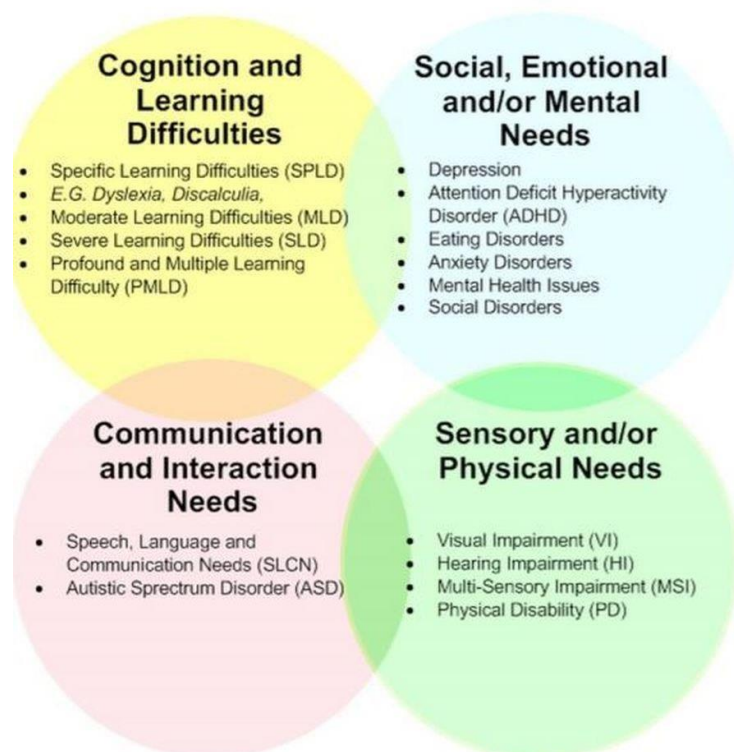 Cognition and
Learning
Difficulties
• Specific Learning Difficulties (SPLD)
• E.G. Dyslexia, Discalculia,
• Moderate Learning Difficulties (MLD)
• Severe Learning Difficulties (SLD)
• Profound and Multiple Learning
Difficulty (PMLD)
Social, Emotional
and/or Mental
Needs
• Depression
• Attention Deficit Hyperactivity
Disorder (ADHD)
• Eating Disorders
• Anxiety Disorders
• Mental Health Issues
• Social Disorders
Communication
and Interaction
Needs
• Speech, Language and
Communication Needs (SLCN)
• Autistic Sprectrum Disorder (ASD)
Sensory and/or
Physical Needs
• Visual Impairment (VI)
• Hearing Impairment (HI)
• Multi-Sensory Impairment (MSI)
• Physical Disability (PD)